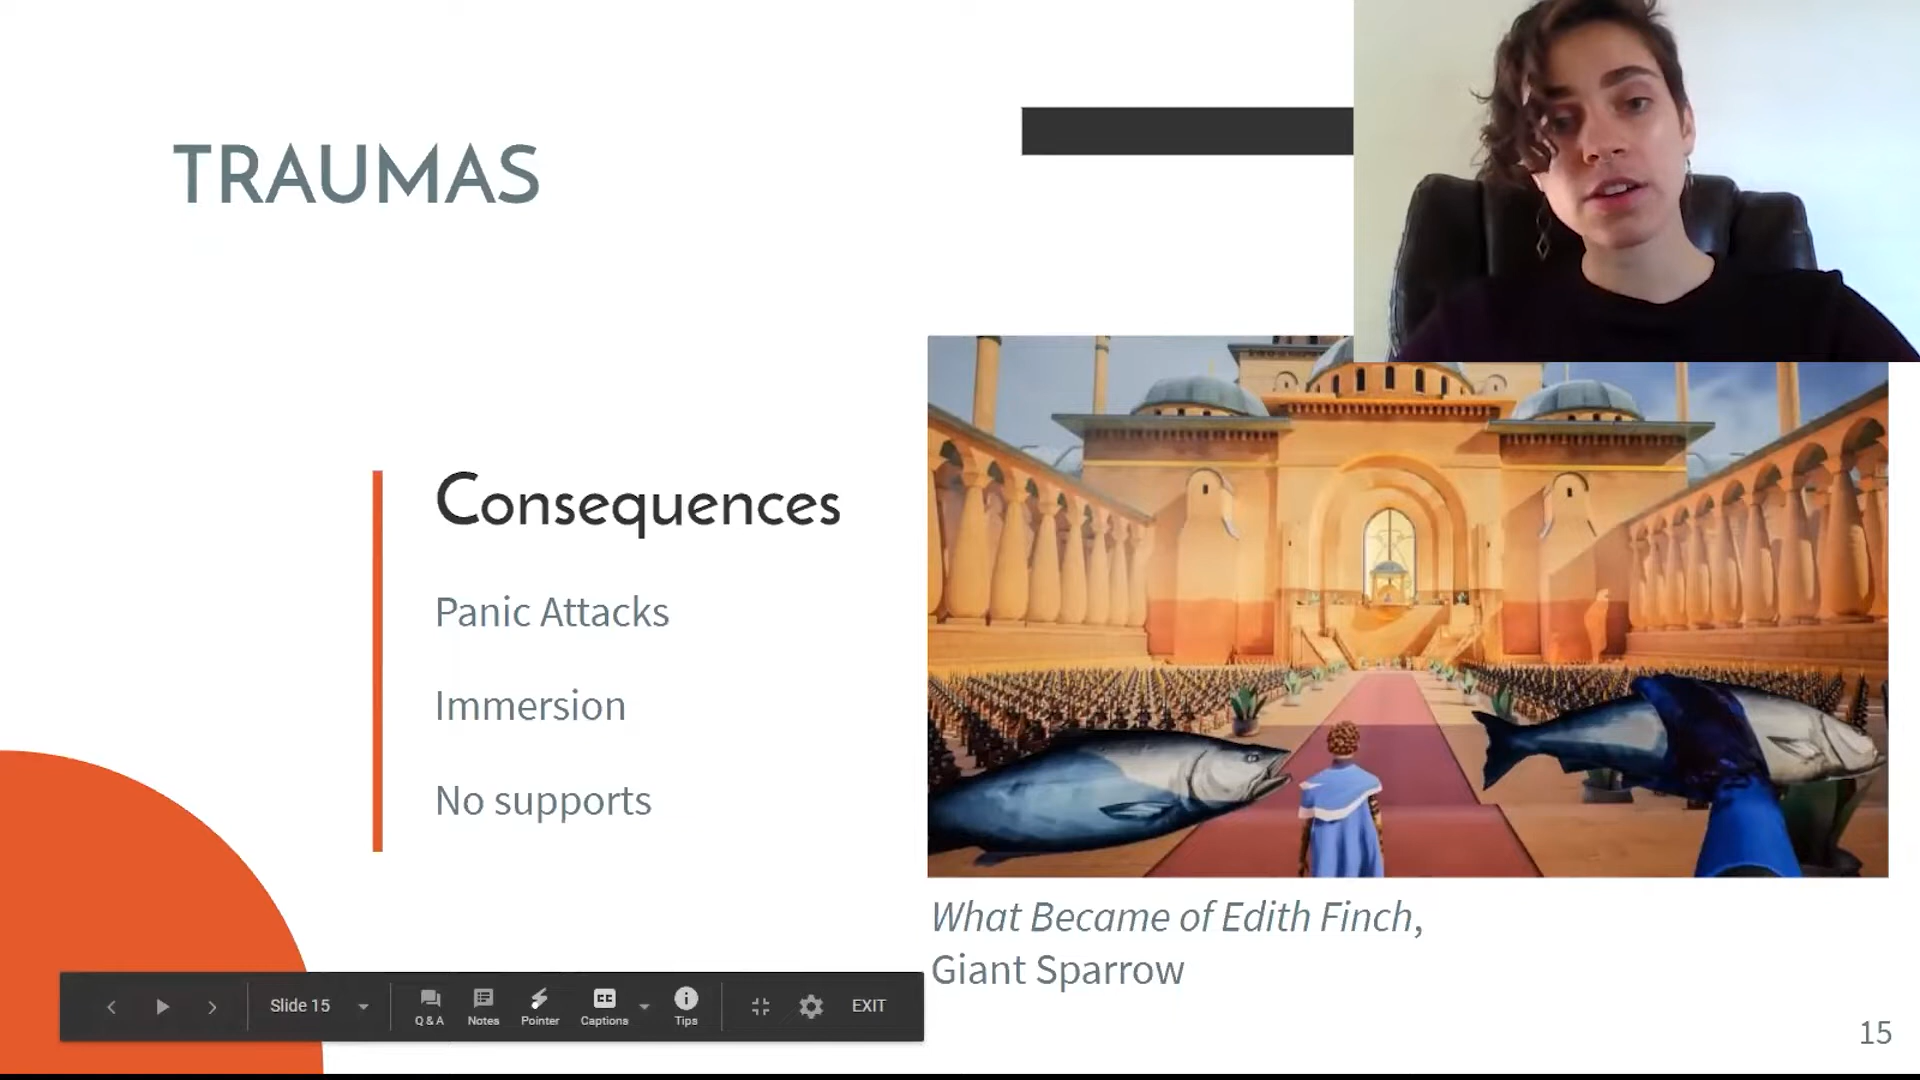 TRAUMAS
Consequences
Panic Attacks
Immersion
No supports
What Became of Edith Finch,
Giant Sparrow
Slide 15
Q & A
Notes
Pointer
CC
Captions
Tips
EXIT
15